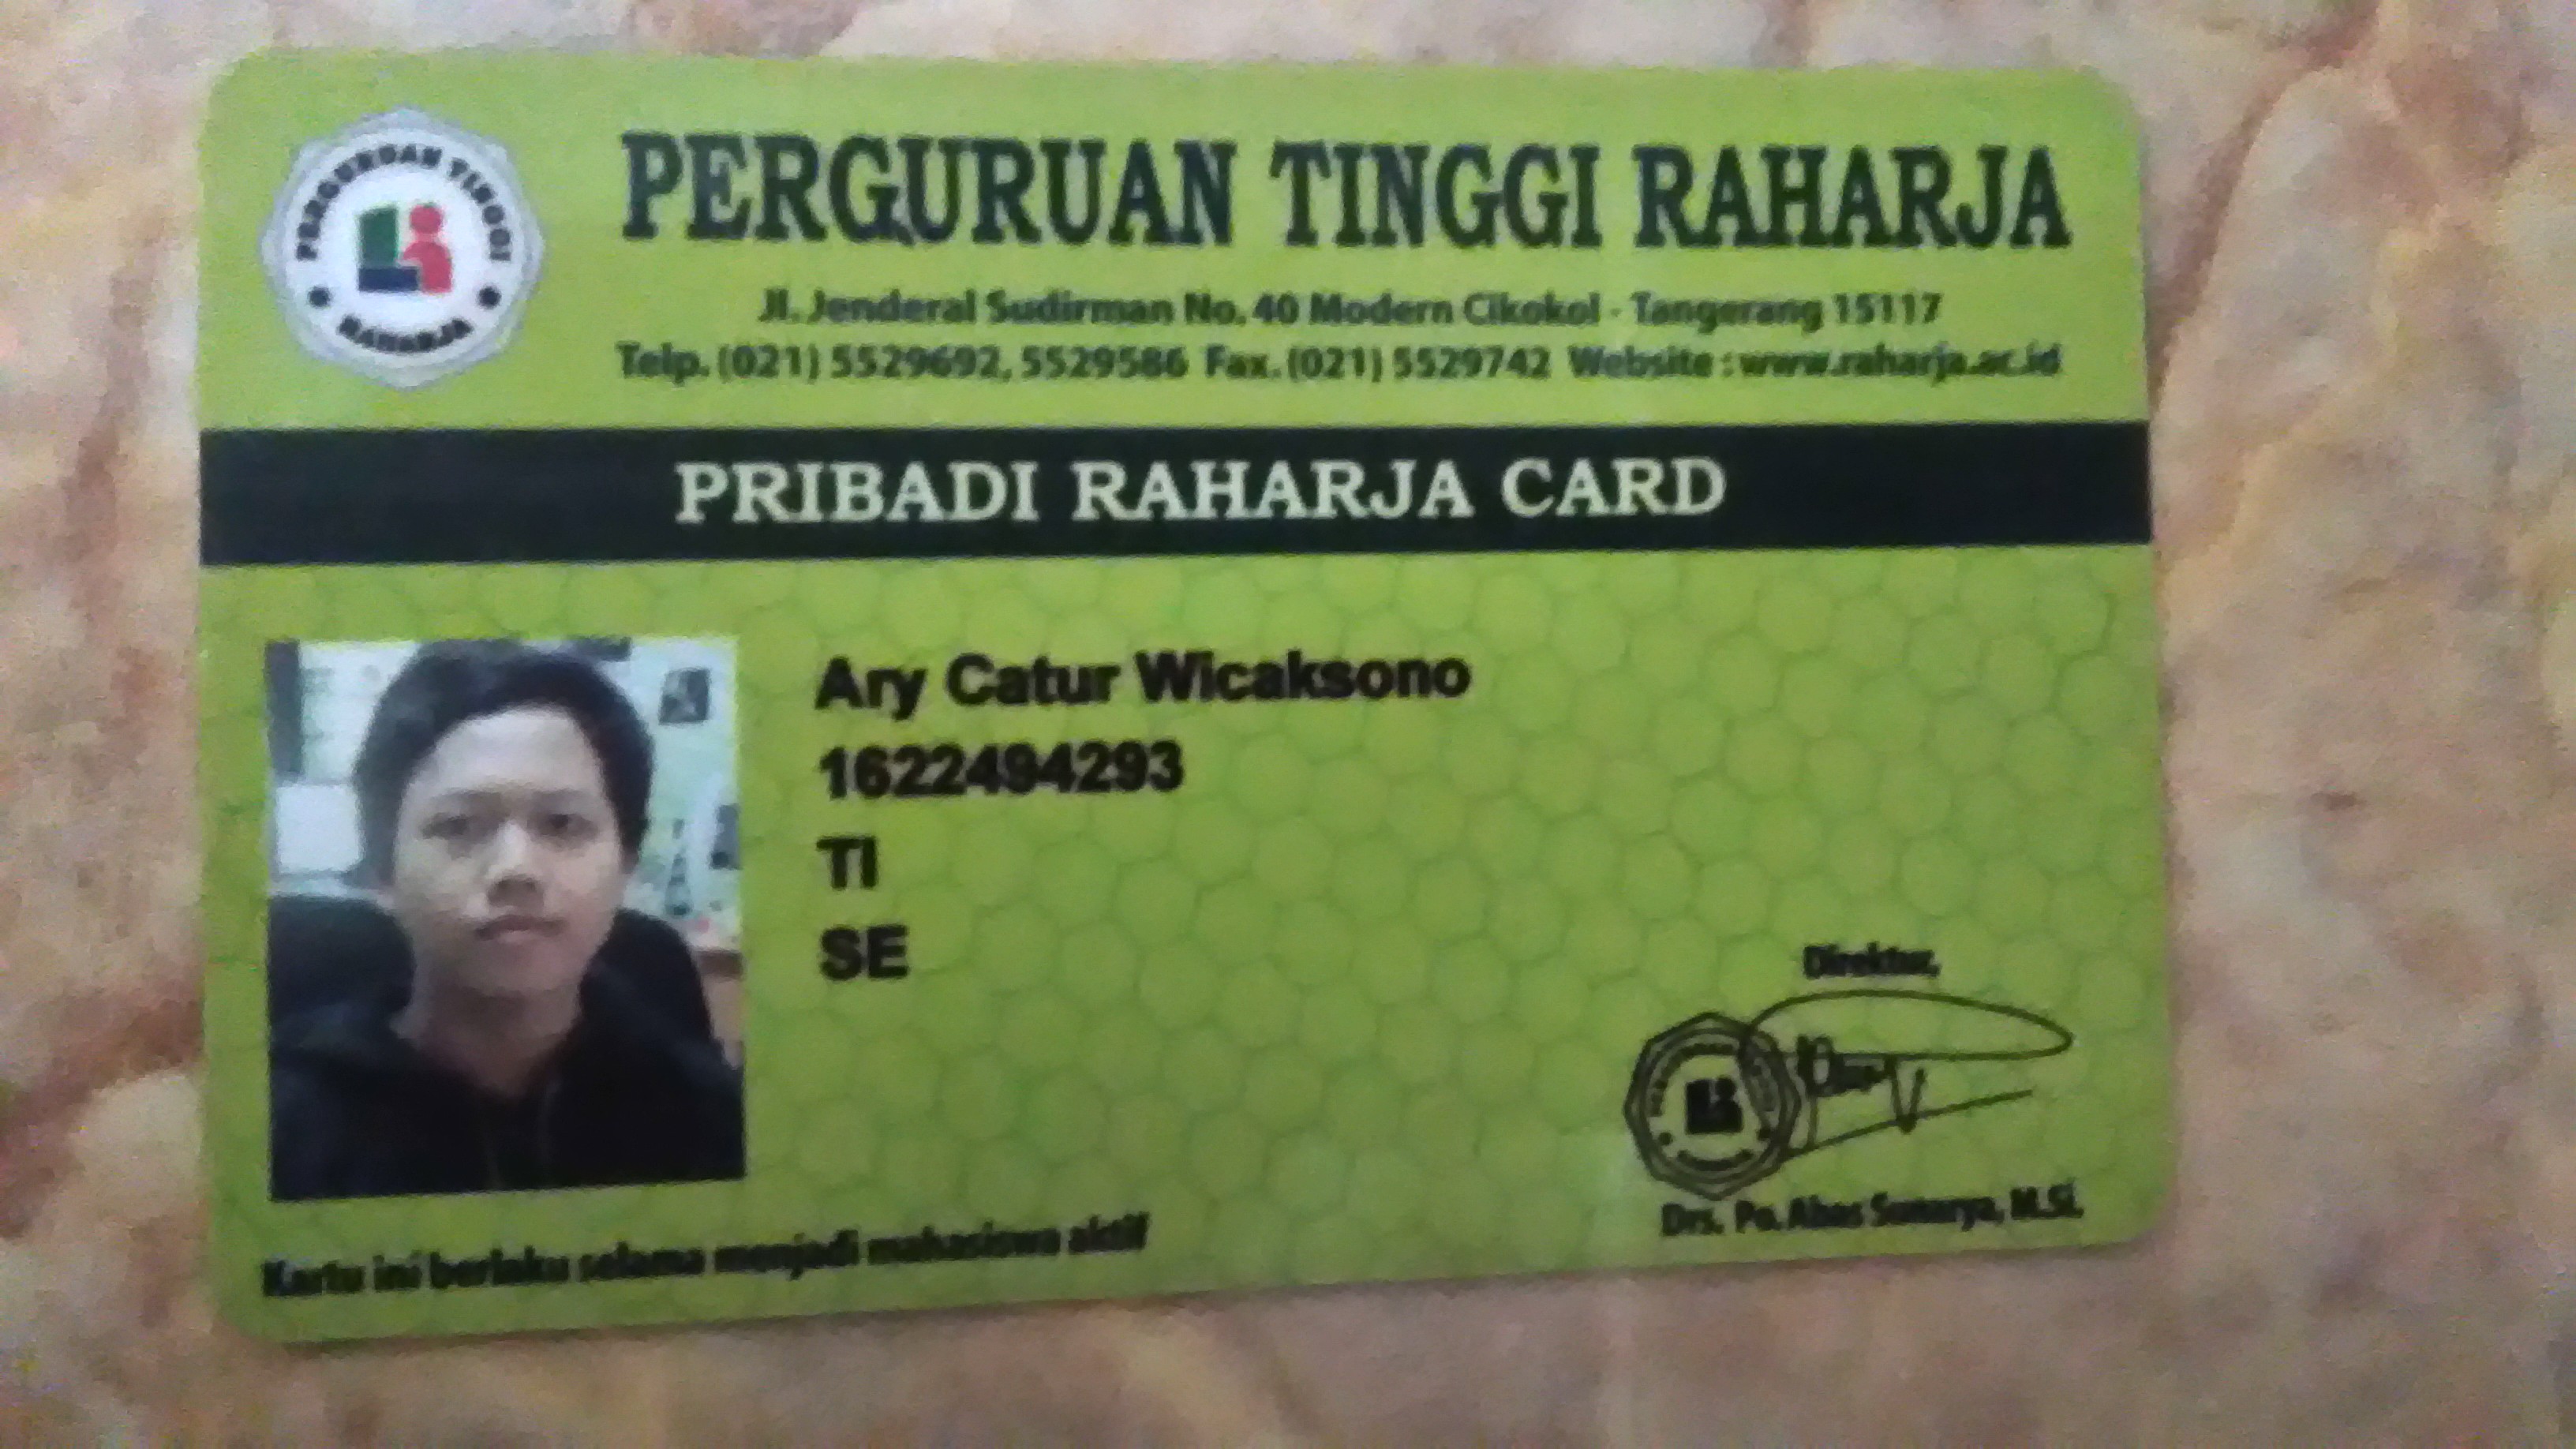 PERGURUAN TINGGI
RAHARJA
PERGURUAN TINGGI RAHARJA
Jl. Jenderal Sudirman No. 40 Modern Cikokol - Tangerang 15117
Telp. (021) 5529692, 5529586 Fax. (021) 5529742 Website : www.raharja.ac.id
PRIBADI RAHARJA CARD
Ary Catur Wicaksono
1622494293
TI
SE
Direktur,
Drs. Po. Abas Sunarya, M.Si.
Kartu ini berlaku selama menjadi mahasiswa aktif